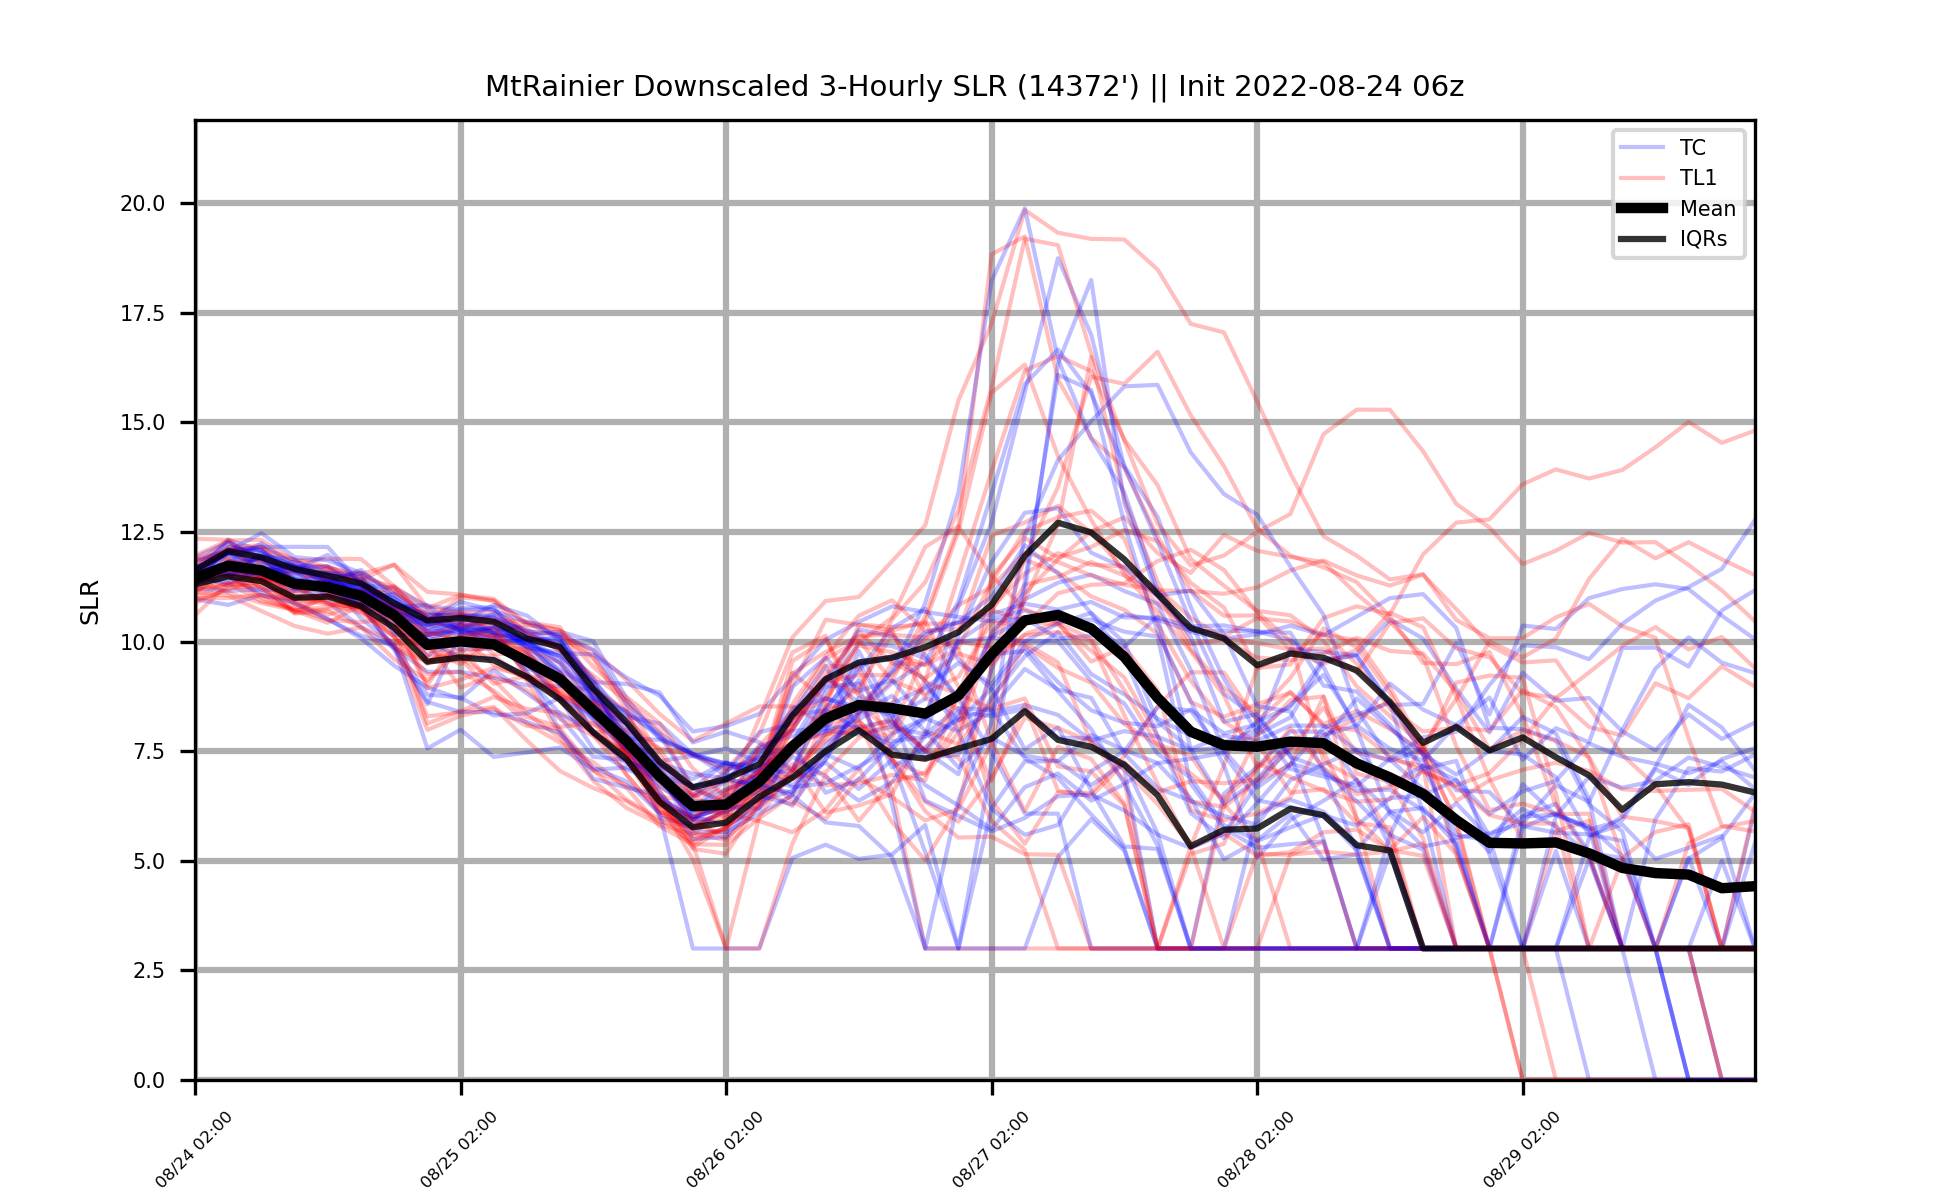 MtRainier Downscaled 3-Hourly SLR (14372') || Init 2022-08-24 06z
TC
TL1
Mean
IQRs
SLR
20.0
17.5
15.0
12.5
10.0
7.5
5.0
2.5
0.0
08/24 02:00
08/25 02:00
08/26 02:00
08/27 02:00
08/28 02:00
08/29 02:00